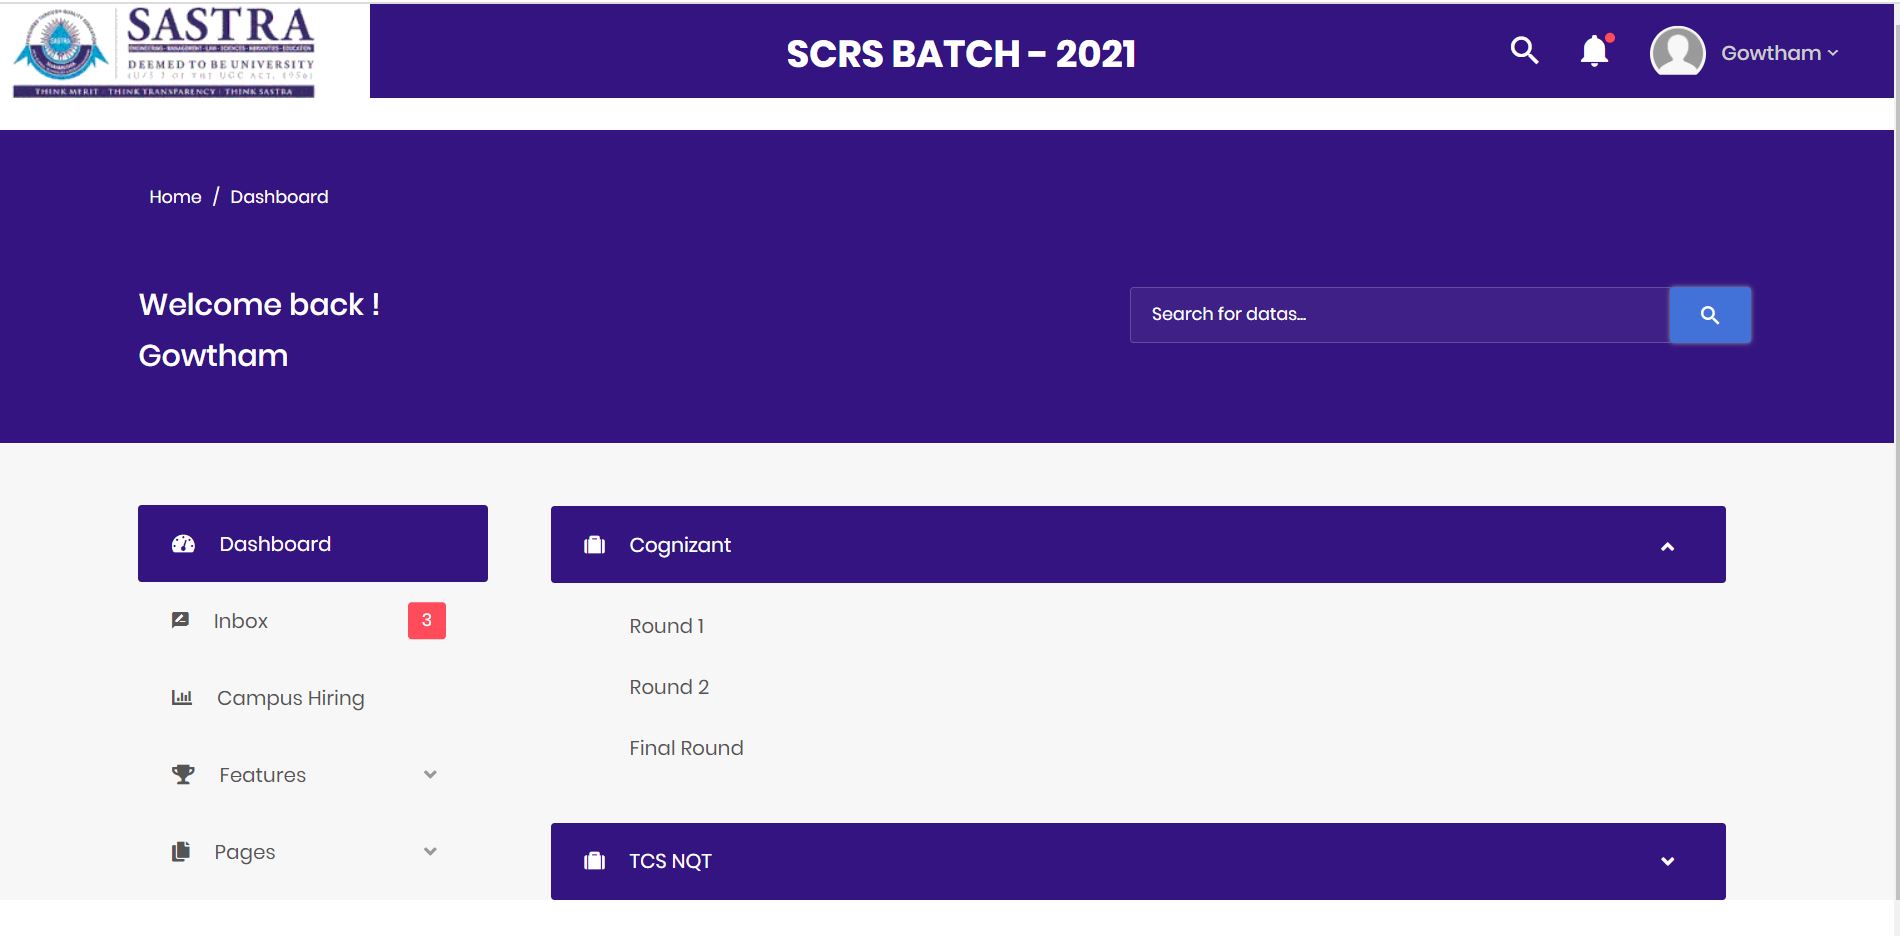 SASTRA
ENGINEERING · MANAGEMENT · LAW · SCIENCES · HUMANITIES · EDUCATION
DEEMED TO BE UNIVERSITY
(U/S 3 OF THE UGC ACT, 1956)
THINK MERIT | THINK TRANSPARENCY | THINK SASTRA
SCRS BATCH - 2021
Gowtham
Home / Dashboard
Welcome back !
Gowtham
Search for datas...
Dashboard
Inbox
3
Campus Hiring
Features
Pages
Cognizant
Round 1
Round 2
Final Round
TCS NQT